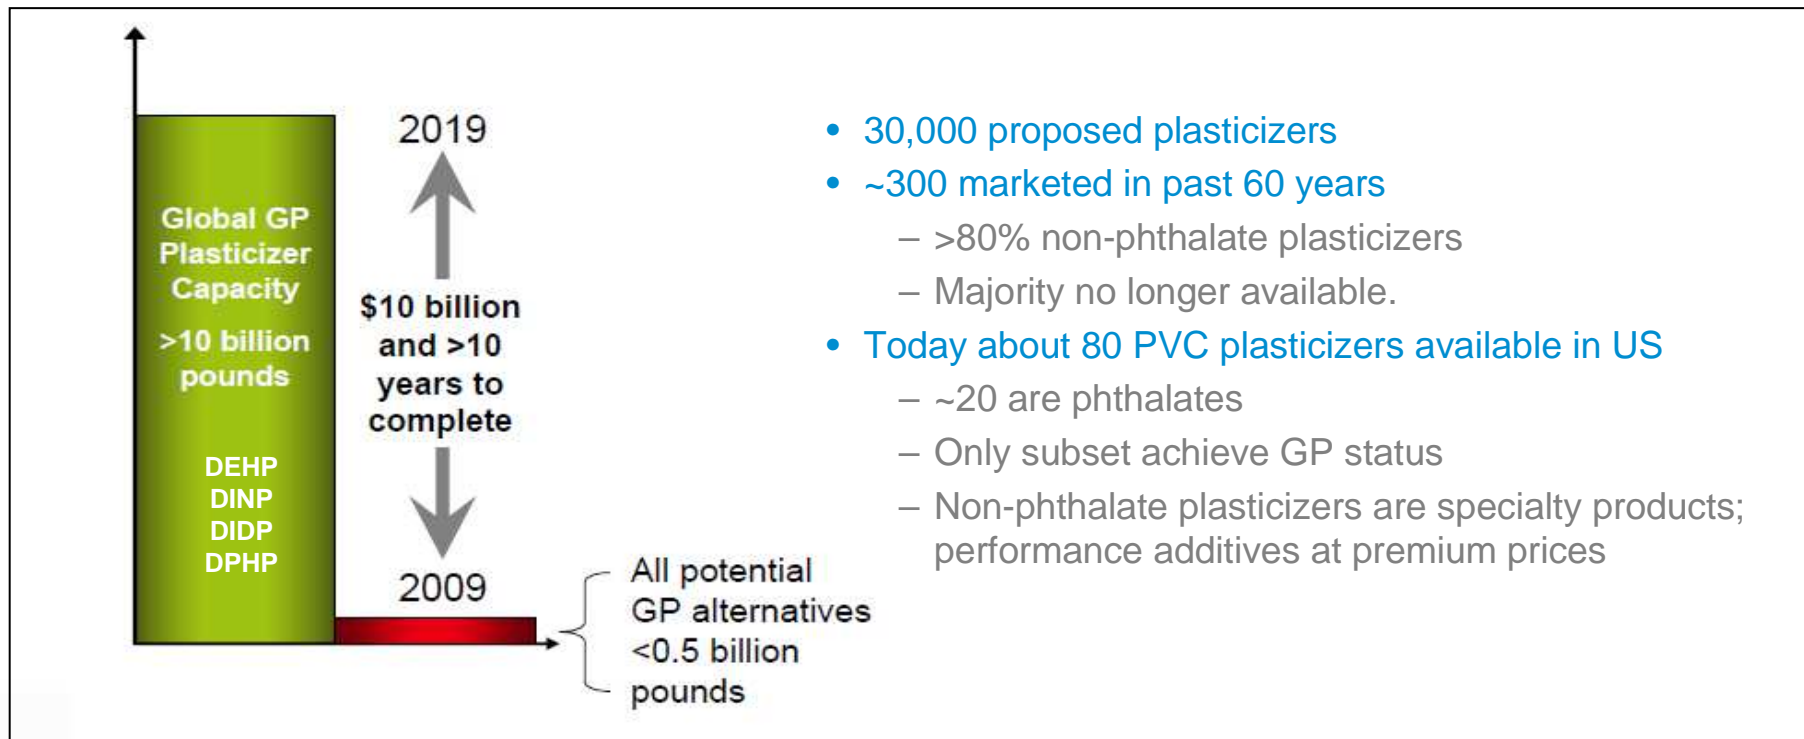 Global GP
Plasticizer
Capacity
>10 billion
pounds
DEHP
DINP
DIDP
DPHP
2019
$10 billion
and >10
years to
complete
2009
All potential
GP alternatives
<0.5 billion
pounds
• 30,000 proposed plasticizers
• ~300 marketed in past 60 years
– >80% non-phthalate plasticizers
– Majority no longer available.
• Today about 80 PVC plasticizers available in US
– ~20 are phthalates
– Only subset achieve GP status
– Non-phthalate plasticizers are specialty products;
performance additives at premium prices